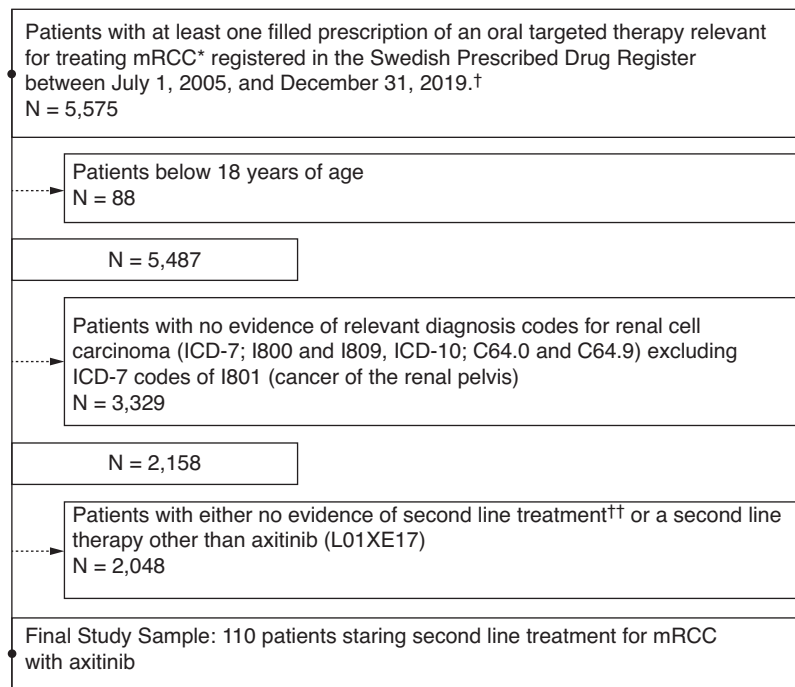 Patients with at least one filled prescription of an oral targeted therapy relevant
for treating mRCC* registered in the Swedish Prescribed Drug Register
between July 1, 2005, and December 31, 2019.†
N = 5,575
Patients below 18 years of age
N = 88
N = 5,487
Patients with no evidence of relevant diagnosis codes for renal cell
carcinoma (ICD-7; I800 and I809, ICD-10; C64.0 and C64.9) excluding
ICD-7 codes of I801 (cancer of the renal pelvis)
N = 3,329
N = 2,158
Patients with either no evidence of second line treatment†† or a second line
therapy other than axitinib (L01XE17)
N = 2,048
Final Study Sample: 110 patients staring second line treatment for mRCC
with axitinib